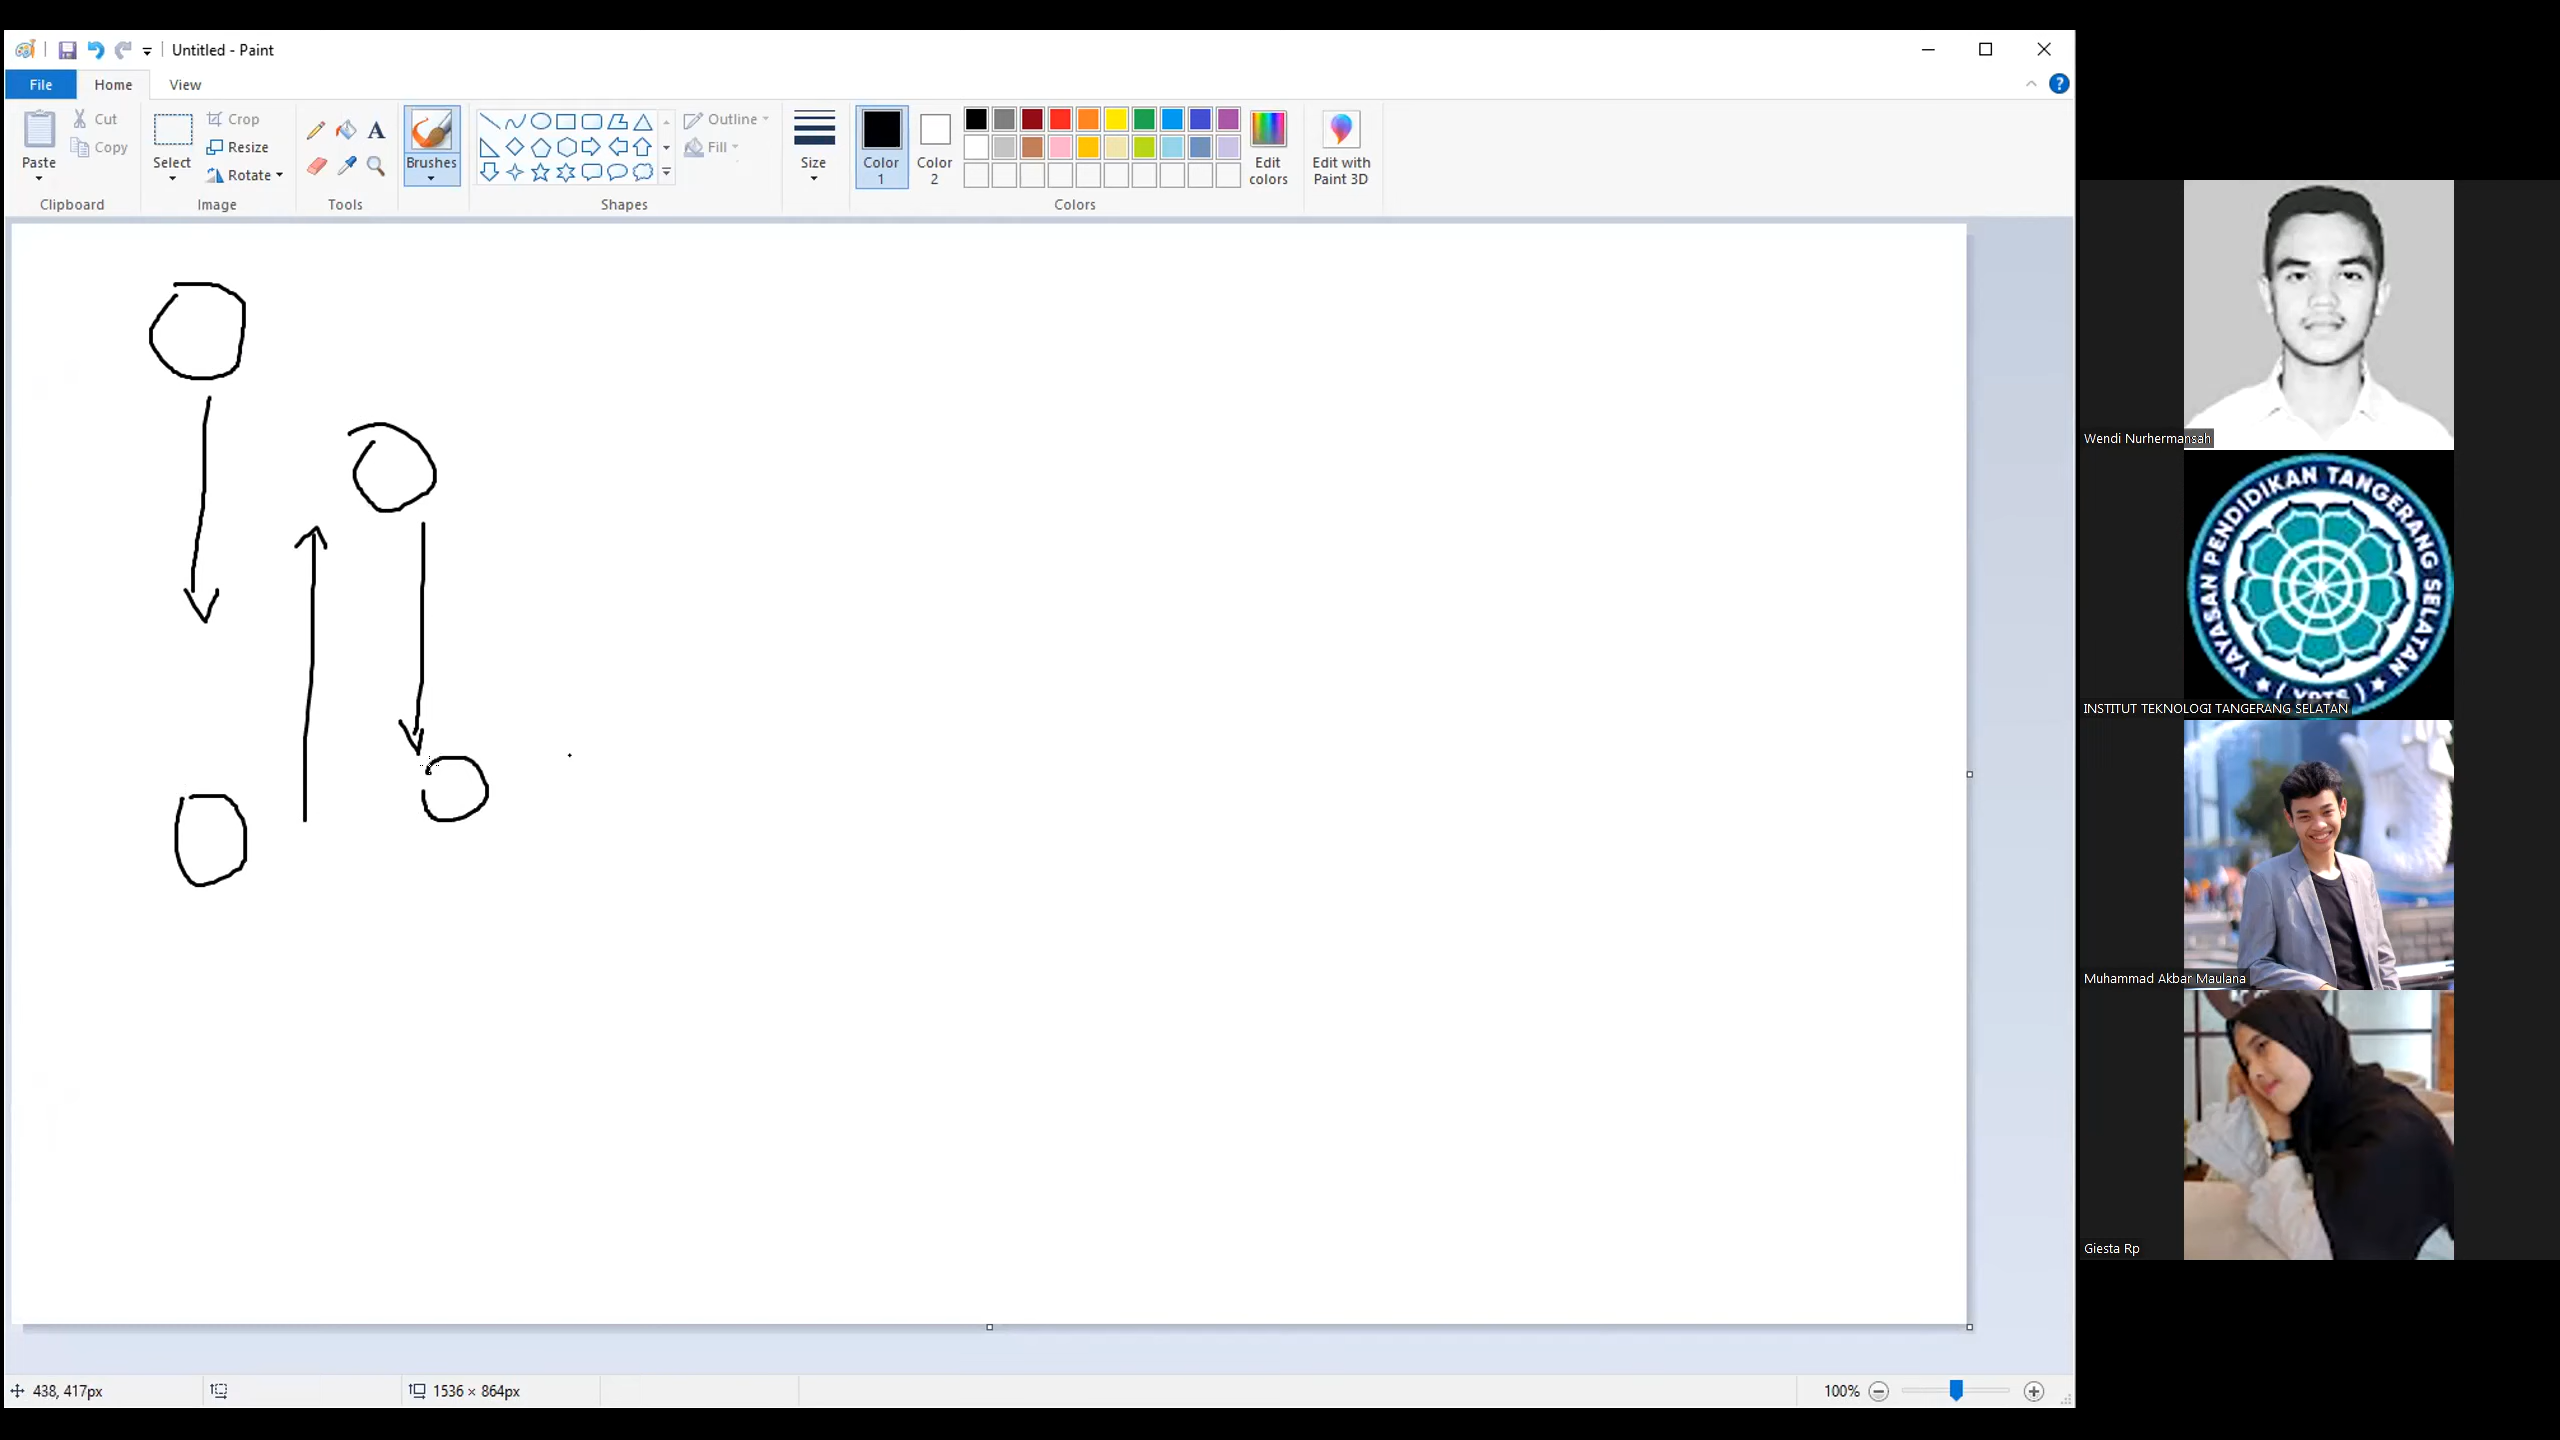 Untitled - Paint
File Home View
Paste
Cut
Copy
Clipboard
Select
Crop
Resize
Rotate
Image
A
Tools
Brushes
Outline
Fill
Shapes
Size
Color
1
Color
2
Edit
colors
Colors
Edit with
Paint 3D
?
438, 417px
1536 × 864px
100%
Wendi Nurhermansah
YAYASAN PENDIDIKAN TANGERANG SELATAN
( YPTS )
INSTITUT TEKNOLOGI TANGERANG SELATAN
Muhammad Akbar Maulana
Giesta Rp